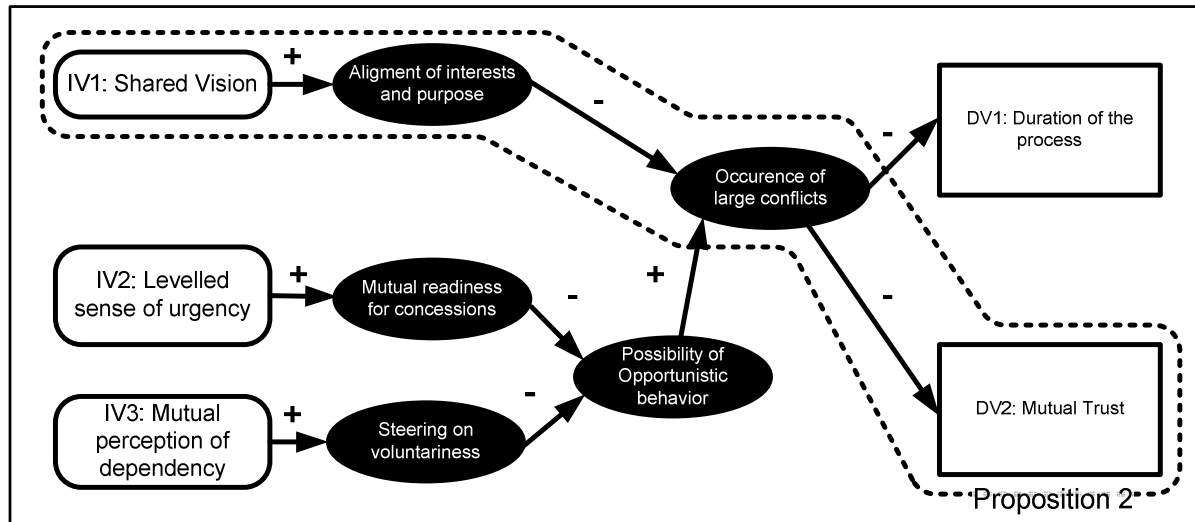 IV1: Shared Vision
+
Aligment of interests
and purpose
-
Occurence of
large conflicts
-
DV1: Duration of the
process
IV2: Levelled
sense of urgency
+
Mutual readiness
for concessions
-
+
-
Possibility of
Opportunistic
behavior
IV3: Mutual
perception of
dependency
+
Steering on
voluntariness
-
DV2: Mutual Trust
Proposition 2